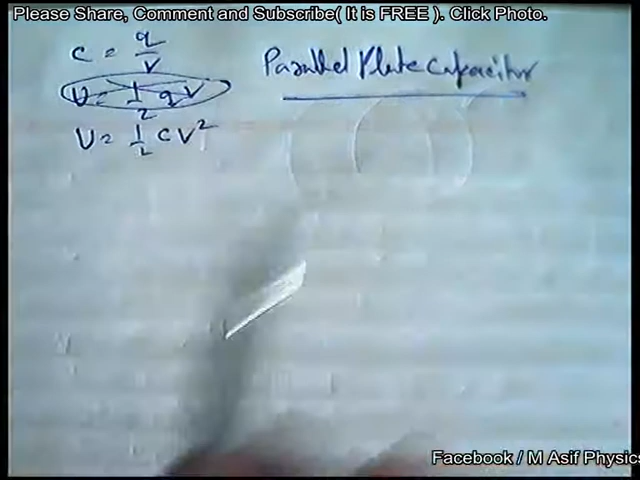 Please Share, Comment and Subscribe( It is FREE ). Click Photo.
C = q/V
Parallel Plate Capacitor
U = 1/2 qV
U = 1/2 CV²
Facebook / M Asif Physics